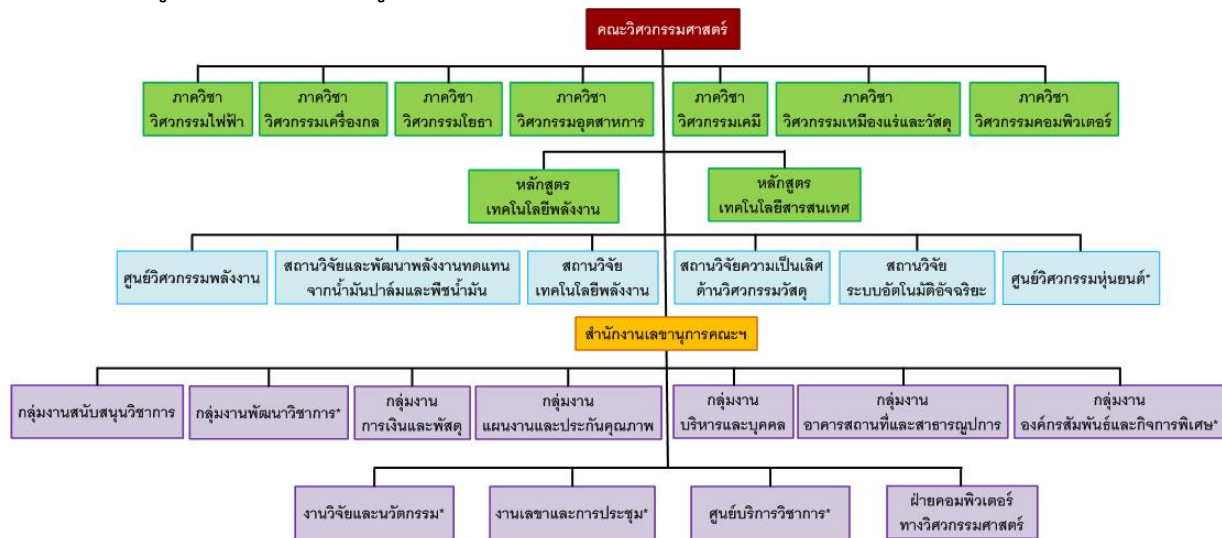 คณะวิศวกรรมศาสตร์
ภาควิชา
วิศวกรรมไฟฟ้า
ภาควิชา
วิศวกรรมเครื่องกล
ภาควิชา
วิศวกรรมโยธา
ภาควิชา
วิศวกรรมอุตสาหการ
ภาควิชา
วิศวกรรมเคมี
ภาควิชา
วิศวกรรมเหมืองแร่และวัสดุ
ภาควิชา
วิศวกรรมคอมพิวเตอร์
หลักสูตร
เทคโนโลยีพลังงาน
หลักสูตร
เทคโนโลยีสารสนเทศ
ศูนย์วิศวกรรมพลังงาน
สถานวิจัยและพัฒนาพลังงานทดแทน
จากน้ำมันปาล์มและพืชน้ำมัน
สถานวิจัย
เทคโนโลยีพลังงาน
สถานวิจัยความเป็นเลิศ
ด้านวิศวกรรมวัสดุ
สถานวิจัย
ระบบอัตโนมัติอัจฉริยะ
ศูนย์วิศวกรรมหุ่นยนต์*
สำนักงานเลขานุการคณะฯ
กลุ่มงานสนับสนุนวิชาการ
กลุ่มงานพัฒนาวิชาการ*
กลุ่มงาน
การเงินและพัสดุ
กลุ่มงาน
แผนงานและประกันคุณภาพ
กลุ่มงาน
บริหารและบุคคล
กลุ่มงาน
อาคารสถานที่และสาธารณูปการ
กลุ่มงาน
องค์กรสัมพันธ์และกิจการพิเศษ*
งานวิจัยและนวัตกรรม*
งานเลขาและการประชุม*
ศูนย์บริการวิชาการ*
ฝ่ายคอมพิวเตอร์
ทางวิศวกรรมศาสตร์